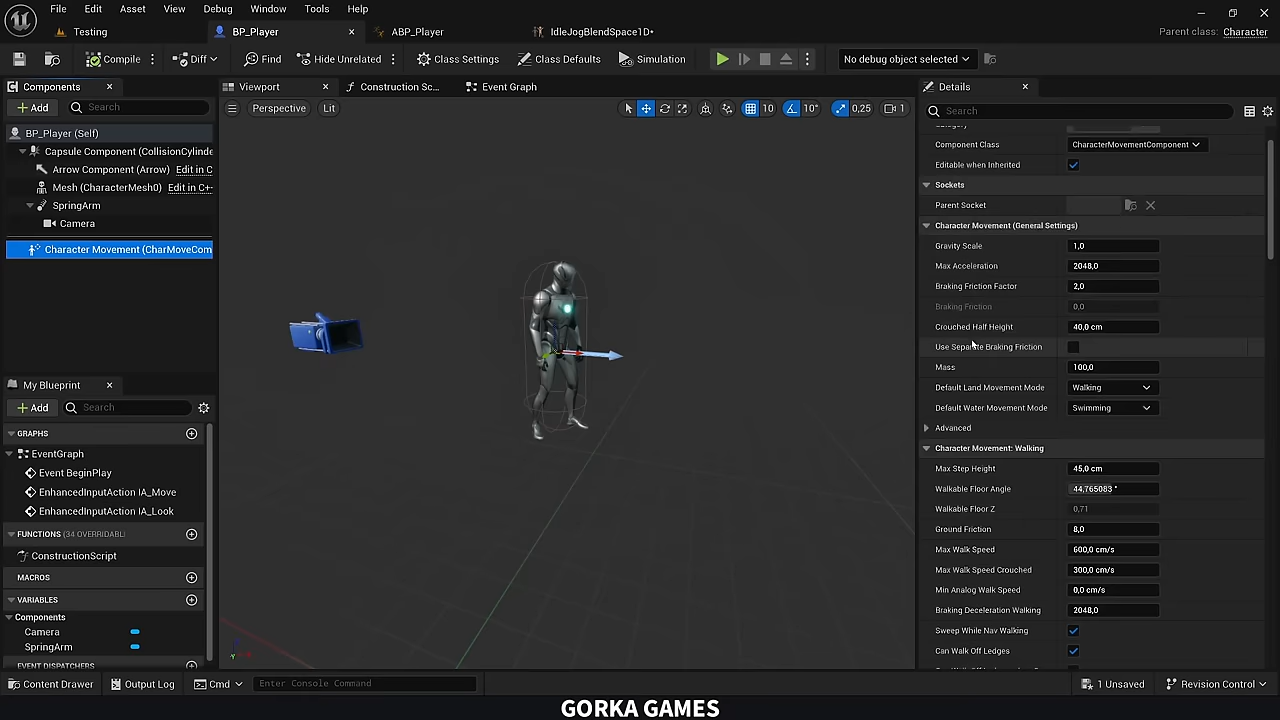 File Edit Asset View Debug Window Tools Help
Testing BP_Player ABP_Player IdleJogBlendSpace1D* Parent class: Character
Compile Diff Find Hide Unrelated Class Settings Class Defaults Simulation No debug object selected
Components Viewport Construction Sc... Event Graph Details
Add Search Perspective Lit 10 10° 0,25 1 Search
BP_Player (Self)
Capsule Component (CollisionCylinde
Arrow Component (Arrow) Edit in C
Mesh (CharacterMesh0) Edit in C+
SpringArm
Camera
Character Movement (CharMoveCom
Component Class CharacterMovementComponent
Editable when Inherited
Sockets
Parent Socket
Character Movement (General Settings)
Gravity Scale 1,0
Max Acceleration 2048,0
Braking Friction Factor 2,0
Braking Friction 0,0
Crouched Half Height 40,0 cm
Use Separate Braking Friction
Mass 100,0
Default Land Movement Mode Walking
Default Water Movement Mode Swimming
Advanced
Character Movement: Walking
Max Step Height 45,0 cm
Walkable Floor Angle 44,765083 °
Walkable Floor Z 0,71
Ground Friction 8,0
Max Walk Speed 600,0 cm/s
Max Walk Speed Crouched 300,0 cm/s
Min Analog Walk Speed 0,0 cm/s
Braking Deceleration Walking 2048,0
Sweep While Nav Walking
Can Walk Off Ledges
My Blueprint
Add Search
GRAPHS
EventGraph
Event BeginPlay
EnhancedInputAction IA_Move
EnhancedInputAction IA_Look
FUNCTIONS (34 OVERRIDABL
ConstructionScript
MACROS
VARIABLES
Components
Camera
SpringArm
EVENT DISPATCHERS
Content Drawer Output Log Cmd Enter Console Command 1 Unsaved Revision Control
GORKA GAMES